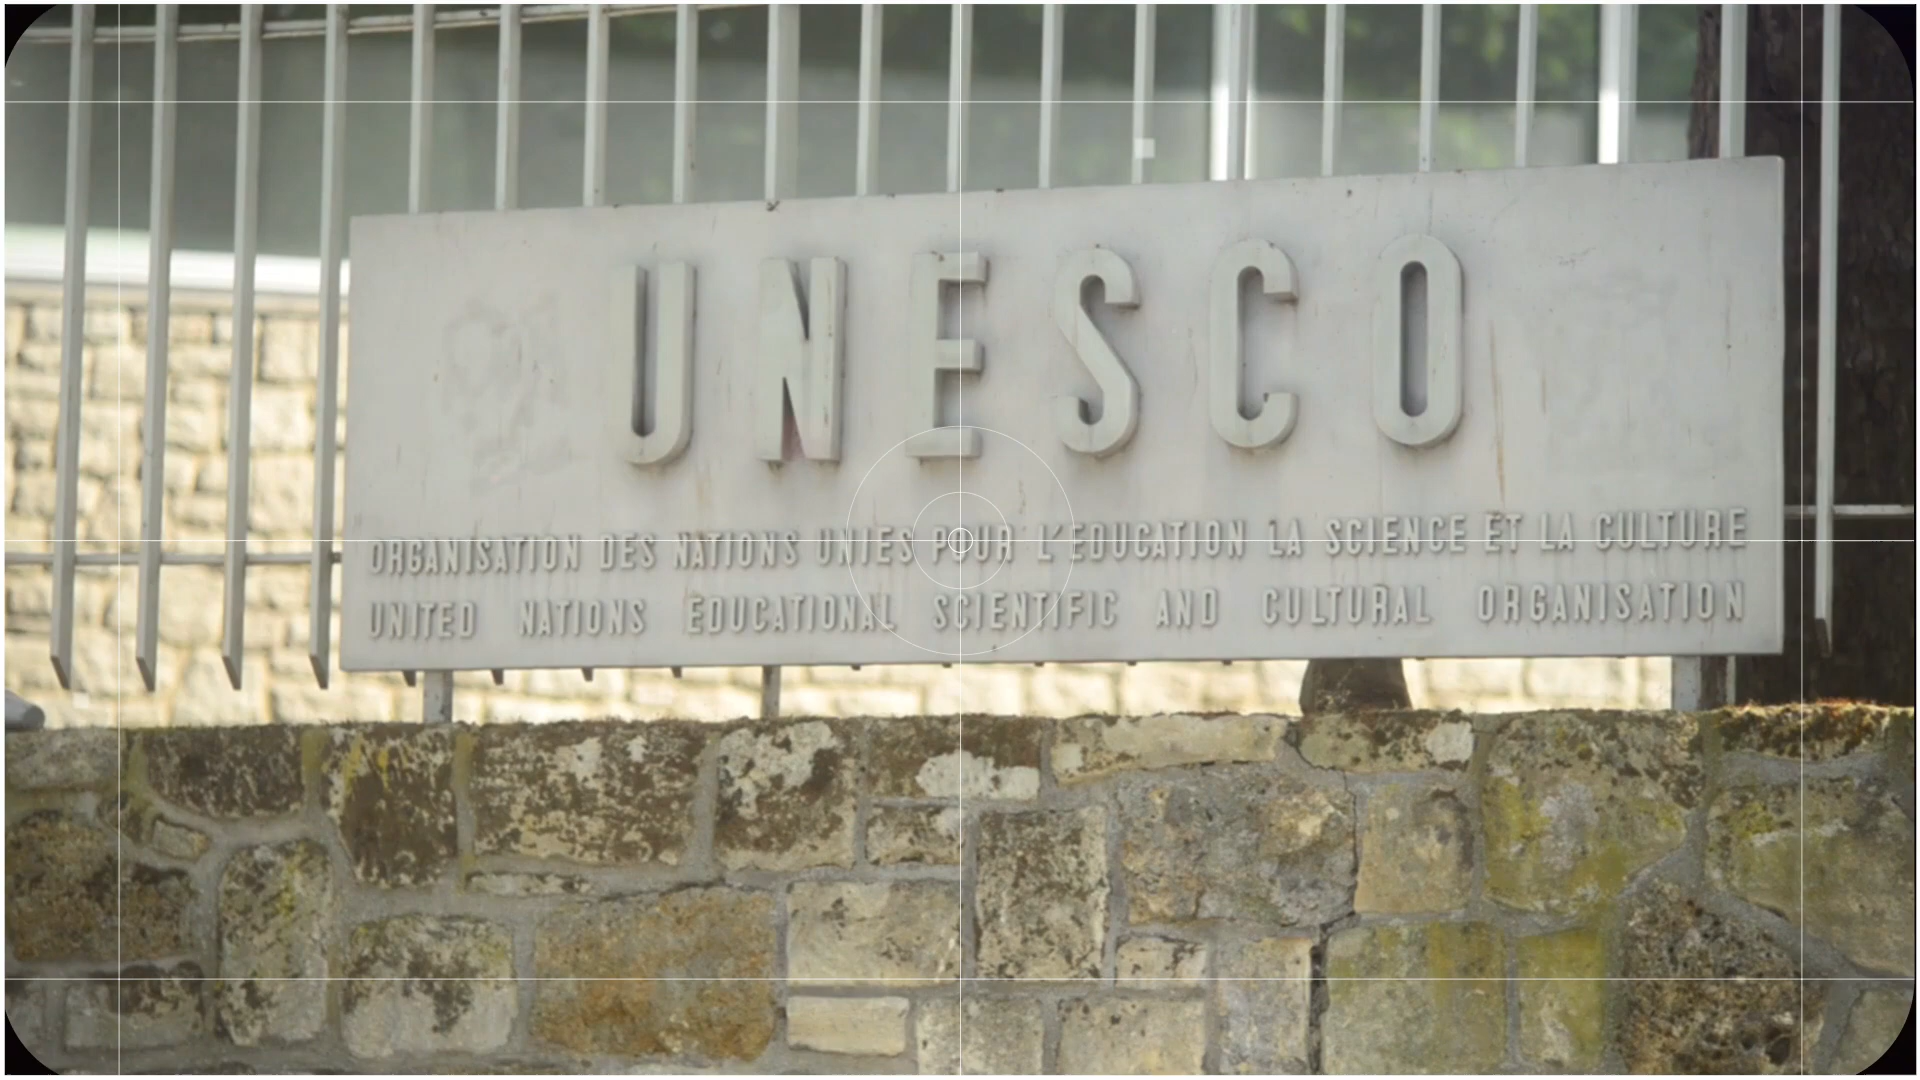 UNESCO
ORGANISATION DES NATIONS UNIES POUR L'EDUCATION LA SCIENCE ET LA CULTURE
UNITED NATIONS EDUCATIONAL SCIENTIFIC AND CULTURAL ORGANISATION